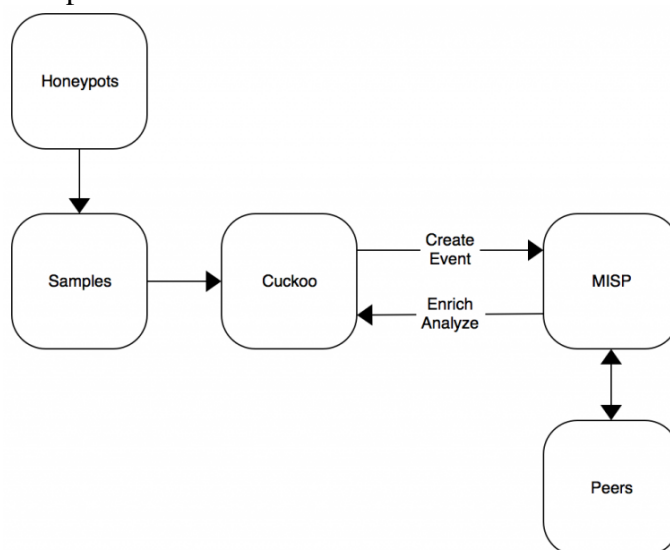 Honeypots
Samples
Cuckoo
Create
Event
Enrich
Analyze
MISP
Peers